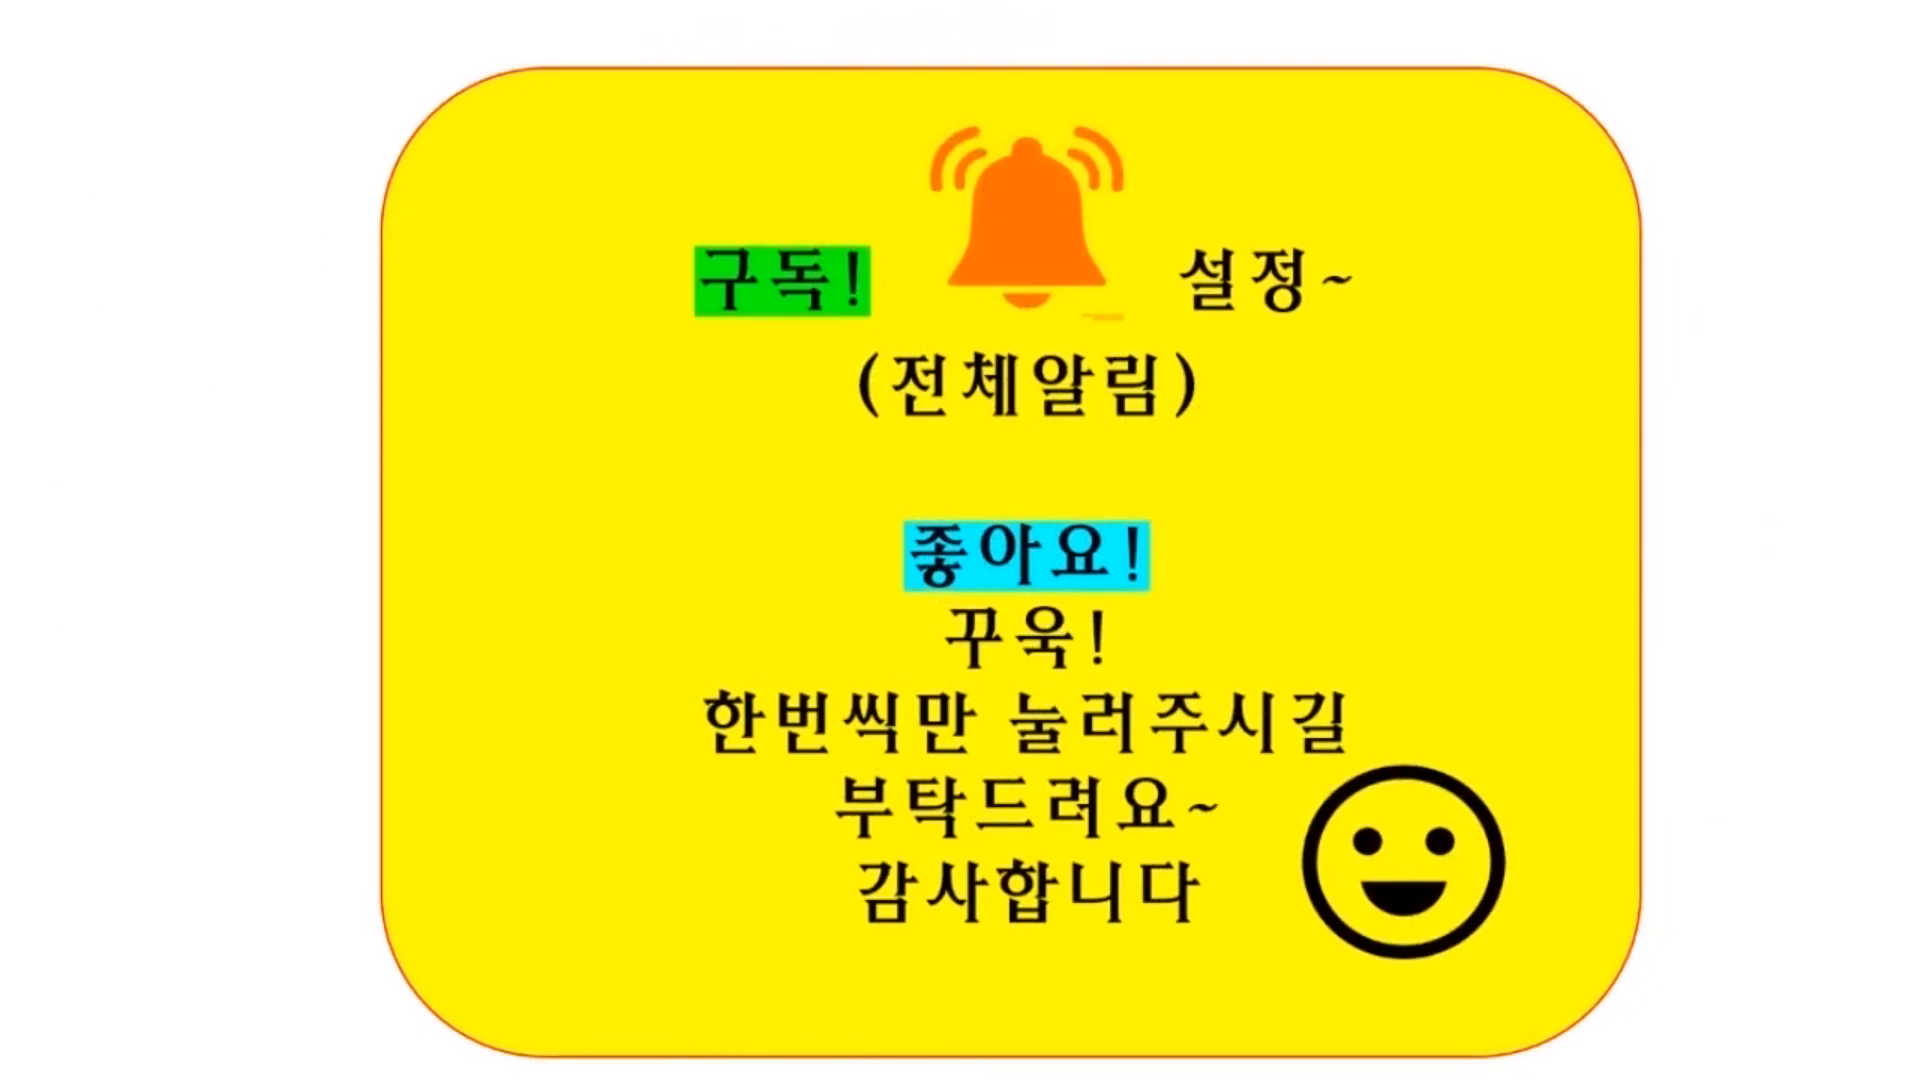 구독! 설정~
(전체알림)
좋아요!
꾸욱!
한번씩만 눌러주시길
부탁드려요~
감사합니다